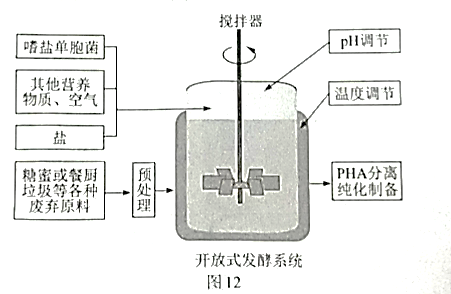 搅拌器
嗜盐单胞菌
pH调节
其他营养
物质、空气
温度调节
盐
糖蜜或餐厨
垃圾等各种
废弃原料
预
处
理
PHA分离
纯化制备
开放式发酵系统
图12